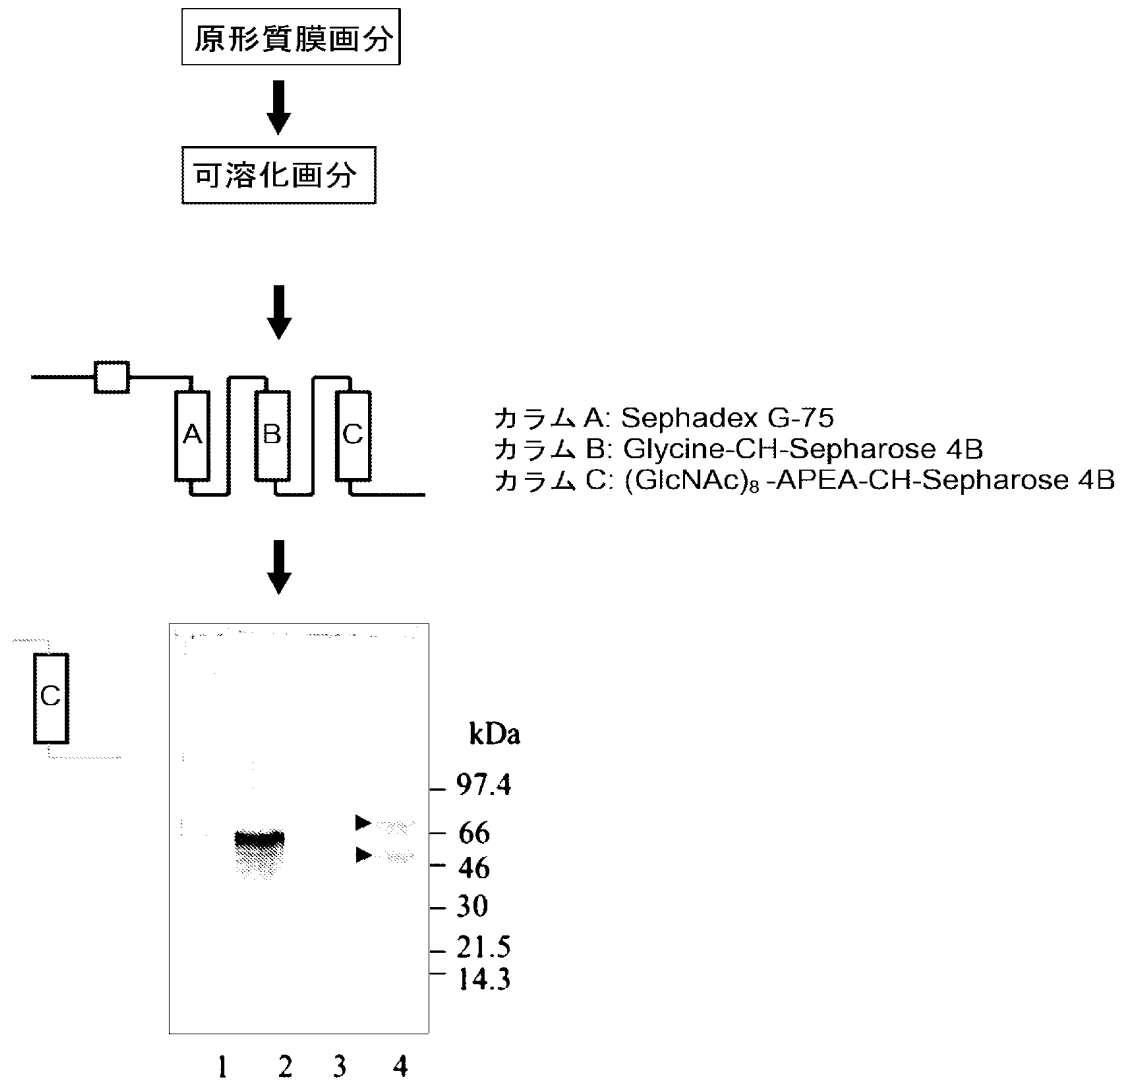 原形質膜画分
可溶化画分
A
B
C
カラム A: Sephadex G-75
カラム B: Glycine-CH-Sepharose 4B
カラム C: (GlcNAc)₈ -APEA-CH-Sepharose 4B
C
kDa
97.4
66
46
30
21.5
14.3
1 2 3 4